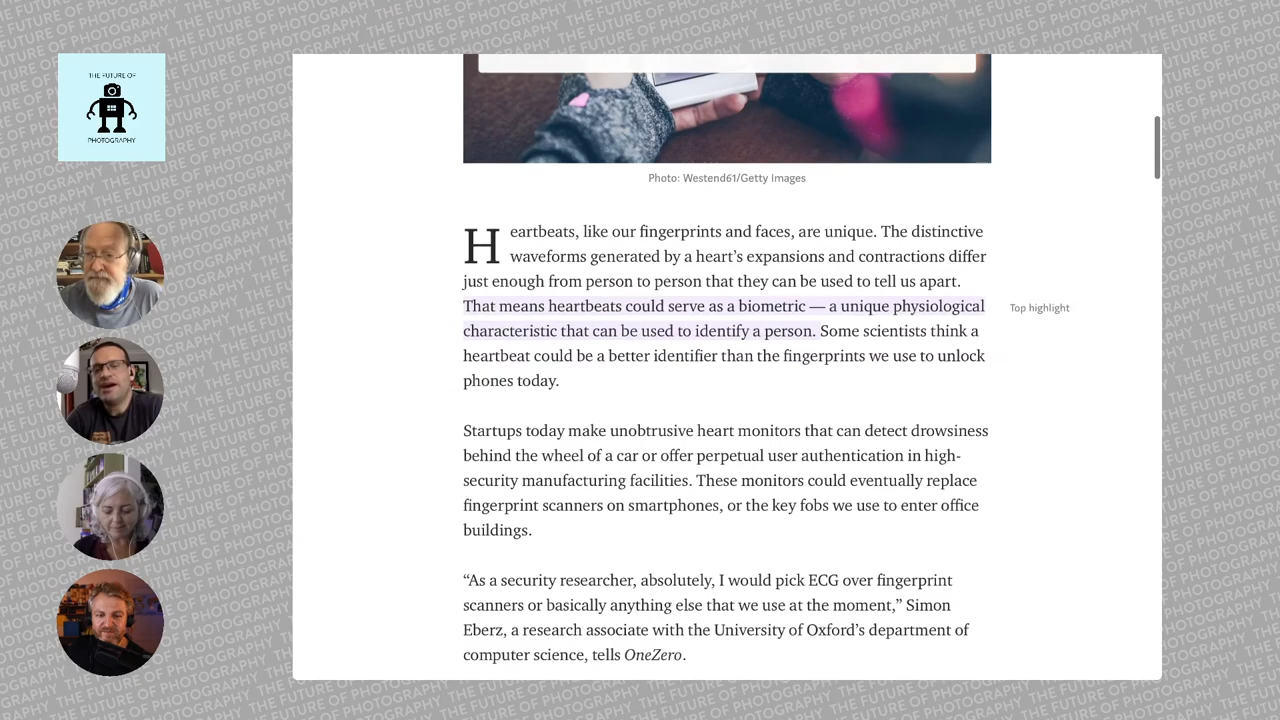 THE FUTURE OF
PHOTOGRAPHY
Photo: Westend61/Getty Images
Heartbeats, like our fingerprints and faces, are unique. The distinctive
waveforms generated by a heart’s expansions and contractions differ
just enough from person to person that they can be used to tell us apart.
That means heartbeats could serve as a biometric — a unique physiological
characteristic that can be used to identify a person. Some scientists think a
heartbeat could be a better identifier than the fingerprints we use to unlock
phones today.
Top highlight
Startups today make unobtrusive heart monitors that can detect drowsiness
behind the wheel of a car or offer perpetual user authentication in high-
security manufacturing facilities. These monitors could eventually replace
fingerprint scanners on smartphones, or the key fobs we use to enter office
buildings.
“As a security researcher, absolutely, I would pick ECG over fingerprint
scanners or basically anything else that we use at the moment,” Simon
Eberz, a research associate with the University of Oxford’s department of
computer science, tells OneZero.